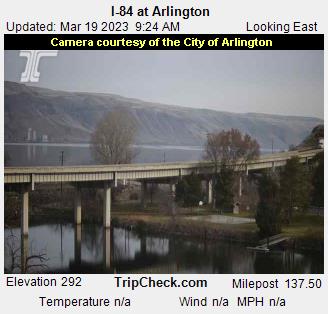 I-84 at Arlington
Updated: Mar 19 2023 9:24 AM Looking East
Camera courtesy of the City of Arlington
Elevation 292 TripCheck.com Milepost 137.50
Temperature n/a Wind n/a MPH n/a